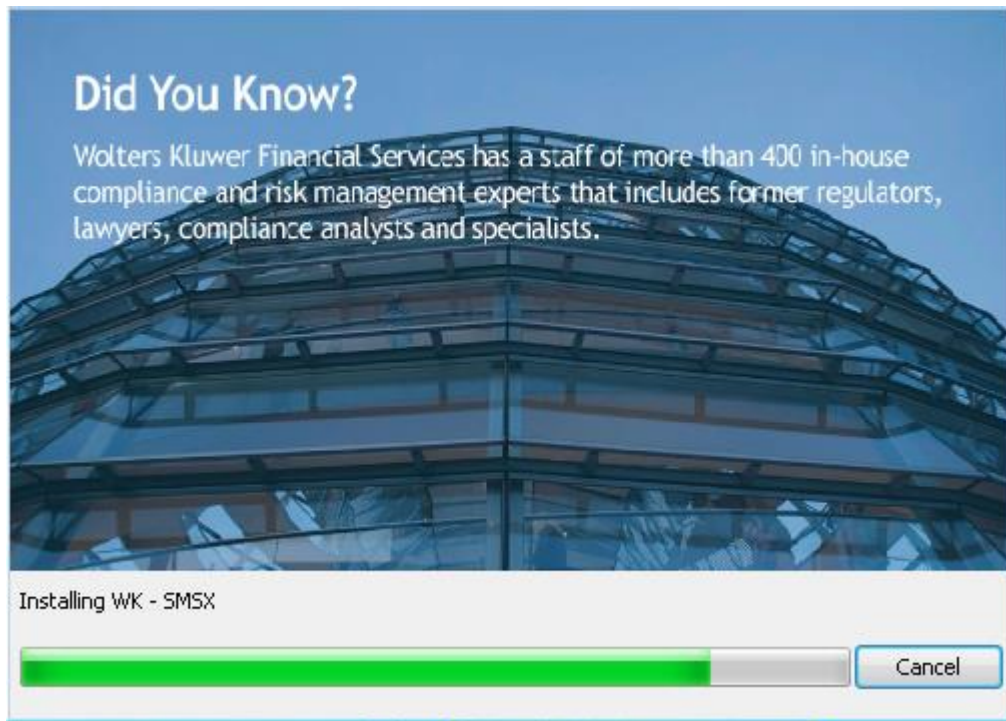 Did You Know?
Wolters Kluwer Financial Services has a staff of more than 400 in-house
compliance and risk management experts that includes former regulators,
lawyers, compliance analysts and specialists.
Installing WK - SMSX
Cancel